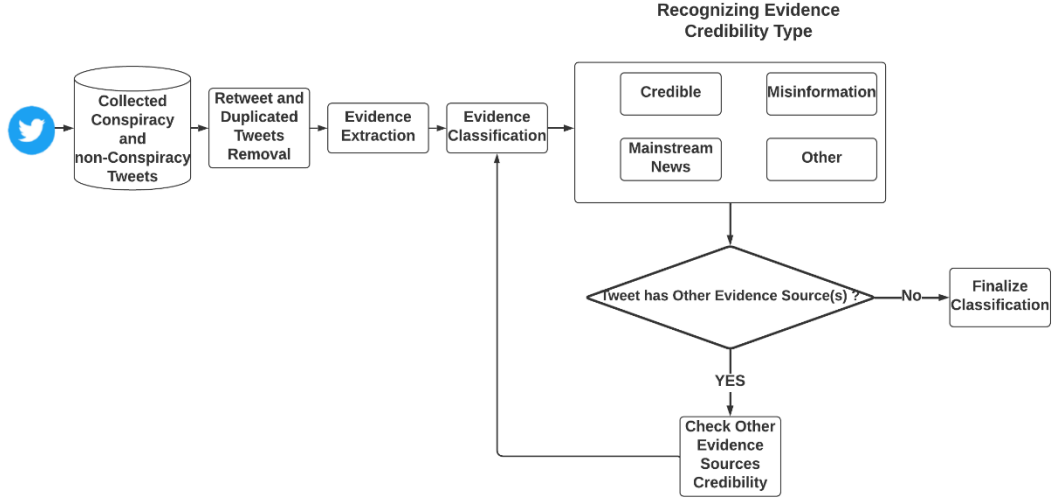 Recognizing Evidence
Credibility Type
Collected
Conspiracy
and
non-Conspiracy
Tweets
Retweet and
Duplicated
Tweets
Removal
Evidence
Extraction
Evidence
Classification
Credible
Misinformation
Mainstream
News
Other
Tweet has Other Evidence Source(s) ?
No
Finalize
Classification
YES
Check Other
Evidence
Sources
Credibility